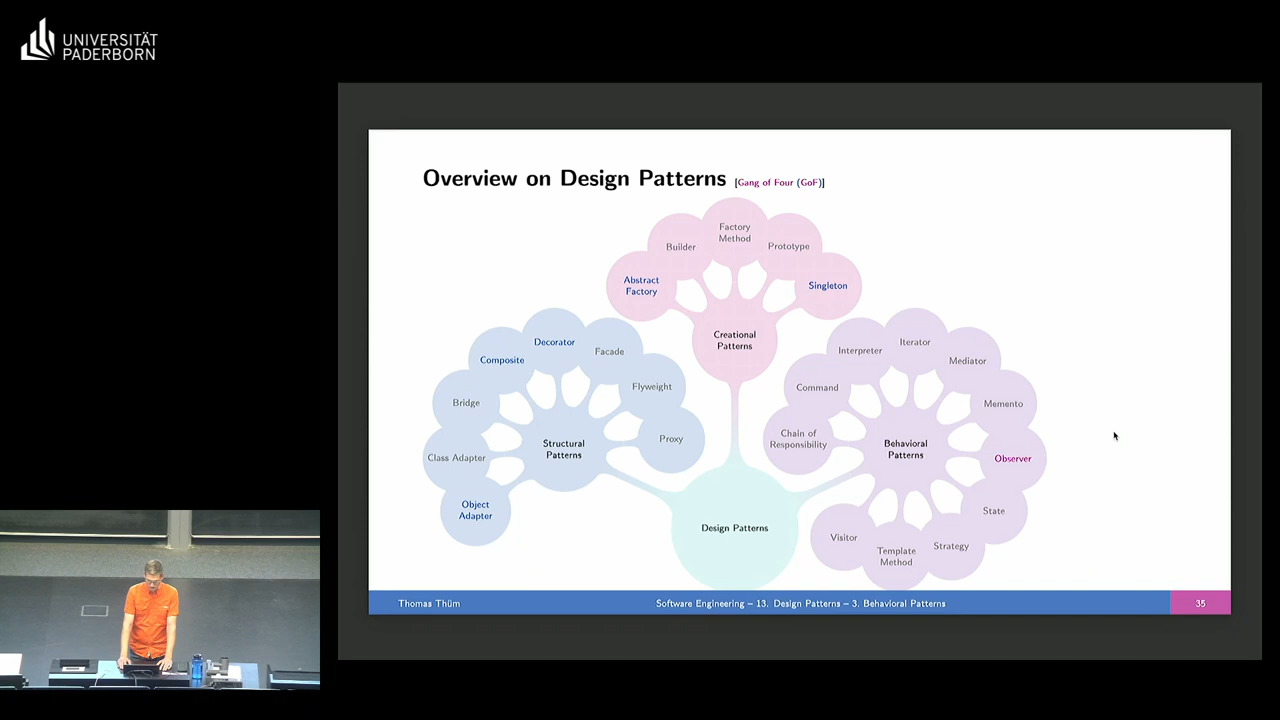 UNIVERSITÄT
PADERBORN
Overview on Design Patterns [Gang of Four (GoF)]
Factory
Method
Builder
Prototype
Abstract
Factory
Singleton
Creational
Patterns
Decorator
Composite
Facade
Flyweight
Bridge
Proxy
Class Adapter
Structural
Patterns
Object
Adapter
Interpreter
Iterator
Mediator
Command
Memento
Chain of
Responsibility
Behavioral
Patterns
Observer
State
Visitor
Template
Method
Strategy
Design Patterns
Thomas Thüm
Software Engineering – 13. Design Patterns – 3. Behavioral Patterns
35